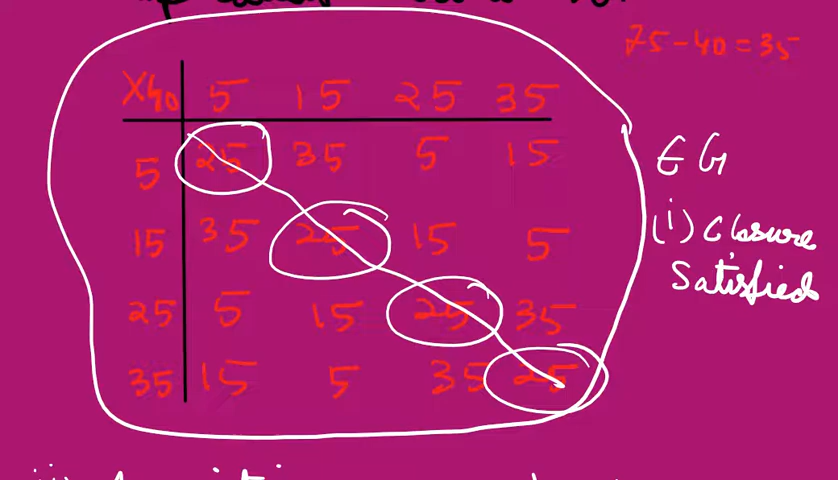 75-40=35
X40 5 15 25 35
5 25 35 5 15
15 35 25 15 5
25 5 15 25 35
35 15 5 35 25
E G
(i) Closure
Satisfied